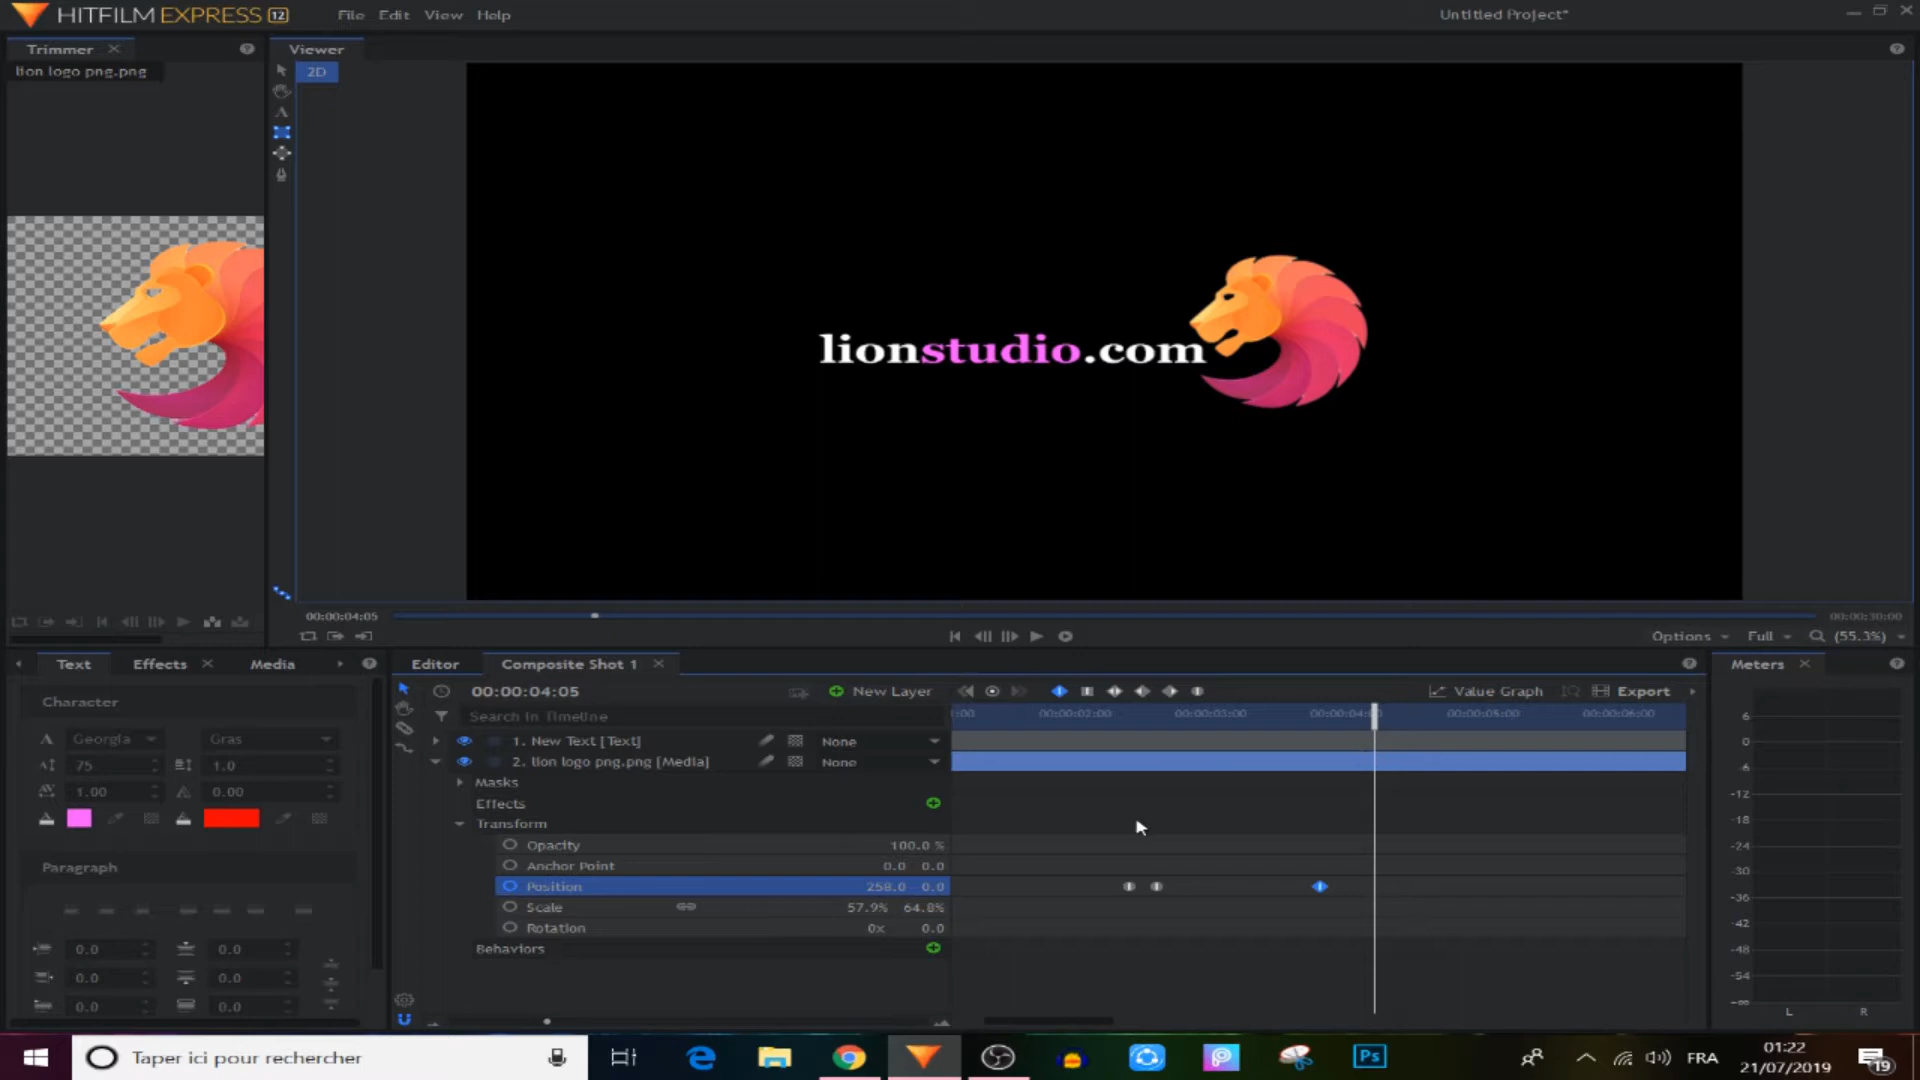 HITFILM EXPRESS 12
File Edit View Help
Untitled Project*
Trimmer
Viewer
lion logo png.png
2D
lionstudio.com
00:00:04:05
00:00:30:00
Options
Full
(55.3%)
Text
Effects
Media
Editor
Composite Shot 1
Meters
Character
00:00:04:05
New Layer
Value Graph
Export
Search in Timeline
00:00:02:00
00:00:03:00
00:00:05:00
00:00:06:00
Georgia
Gras
1. New Text [Text]
None
75
1.0
2. lion logo png.png [Media]
None
1.00
0.00
Masks
Effects
Transform
Opacity
100.0 %
Paragraph
Anchor Point
0.0 0.0
Position
258.0 0.0
Scale
57.9% 64.8%
Rotation
0x 0.0
Behaviors
0.0
0.0
0.0
0.0
0.0
0.0
6
0
-6
-12
-18
-24
-30
-36
-42
-48
-54
-∞
L
R
Taper ici pour rechercher
Ps
FRA
01:22
21/07/2019
19